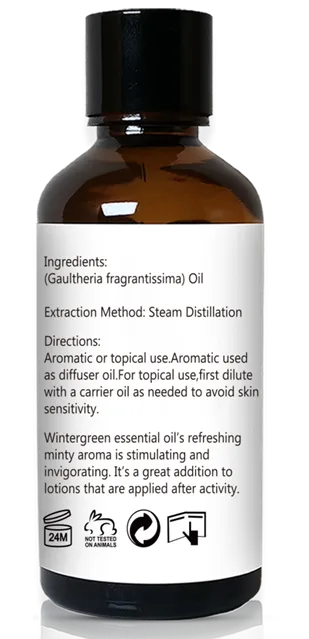 Ingredients:
(Gaultheria fragrantissima) Oil
Extraction Method: Steam Distillation
Directions:
Aromatic or topical use.Aromatic used
as diffuser oil.For topical use,first dilute
with a carrier oil as needed to avoid skin
sensitivity.
Wintergreen essential oil's refreshing
minty aroma is stimulating and
invigorating. It's a great addition to
lotions that are applied after activity.
24M
NOT TESTED
ON ANIMALS